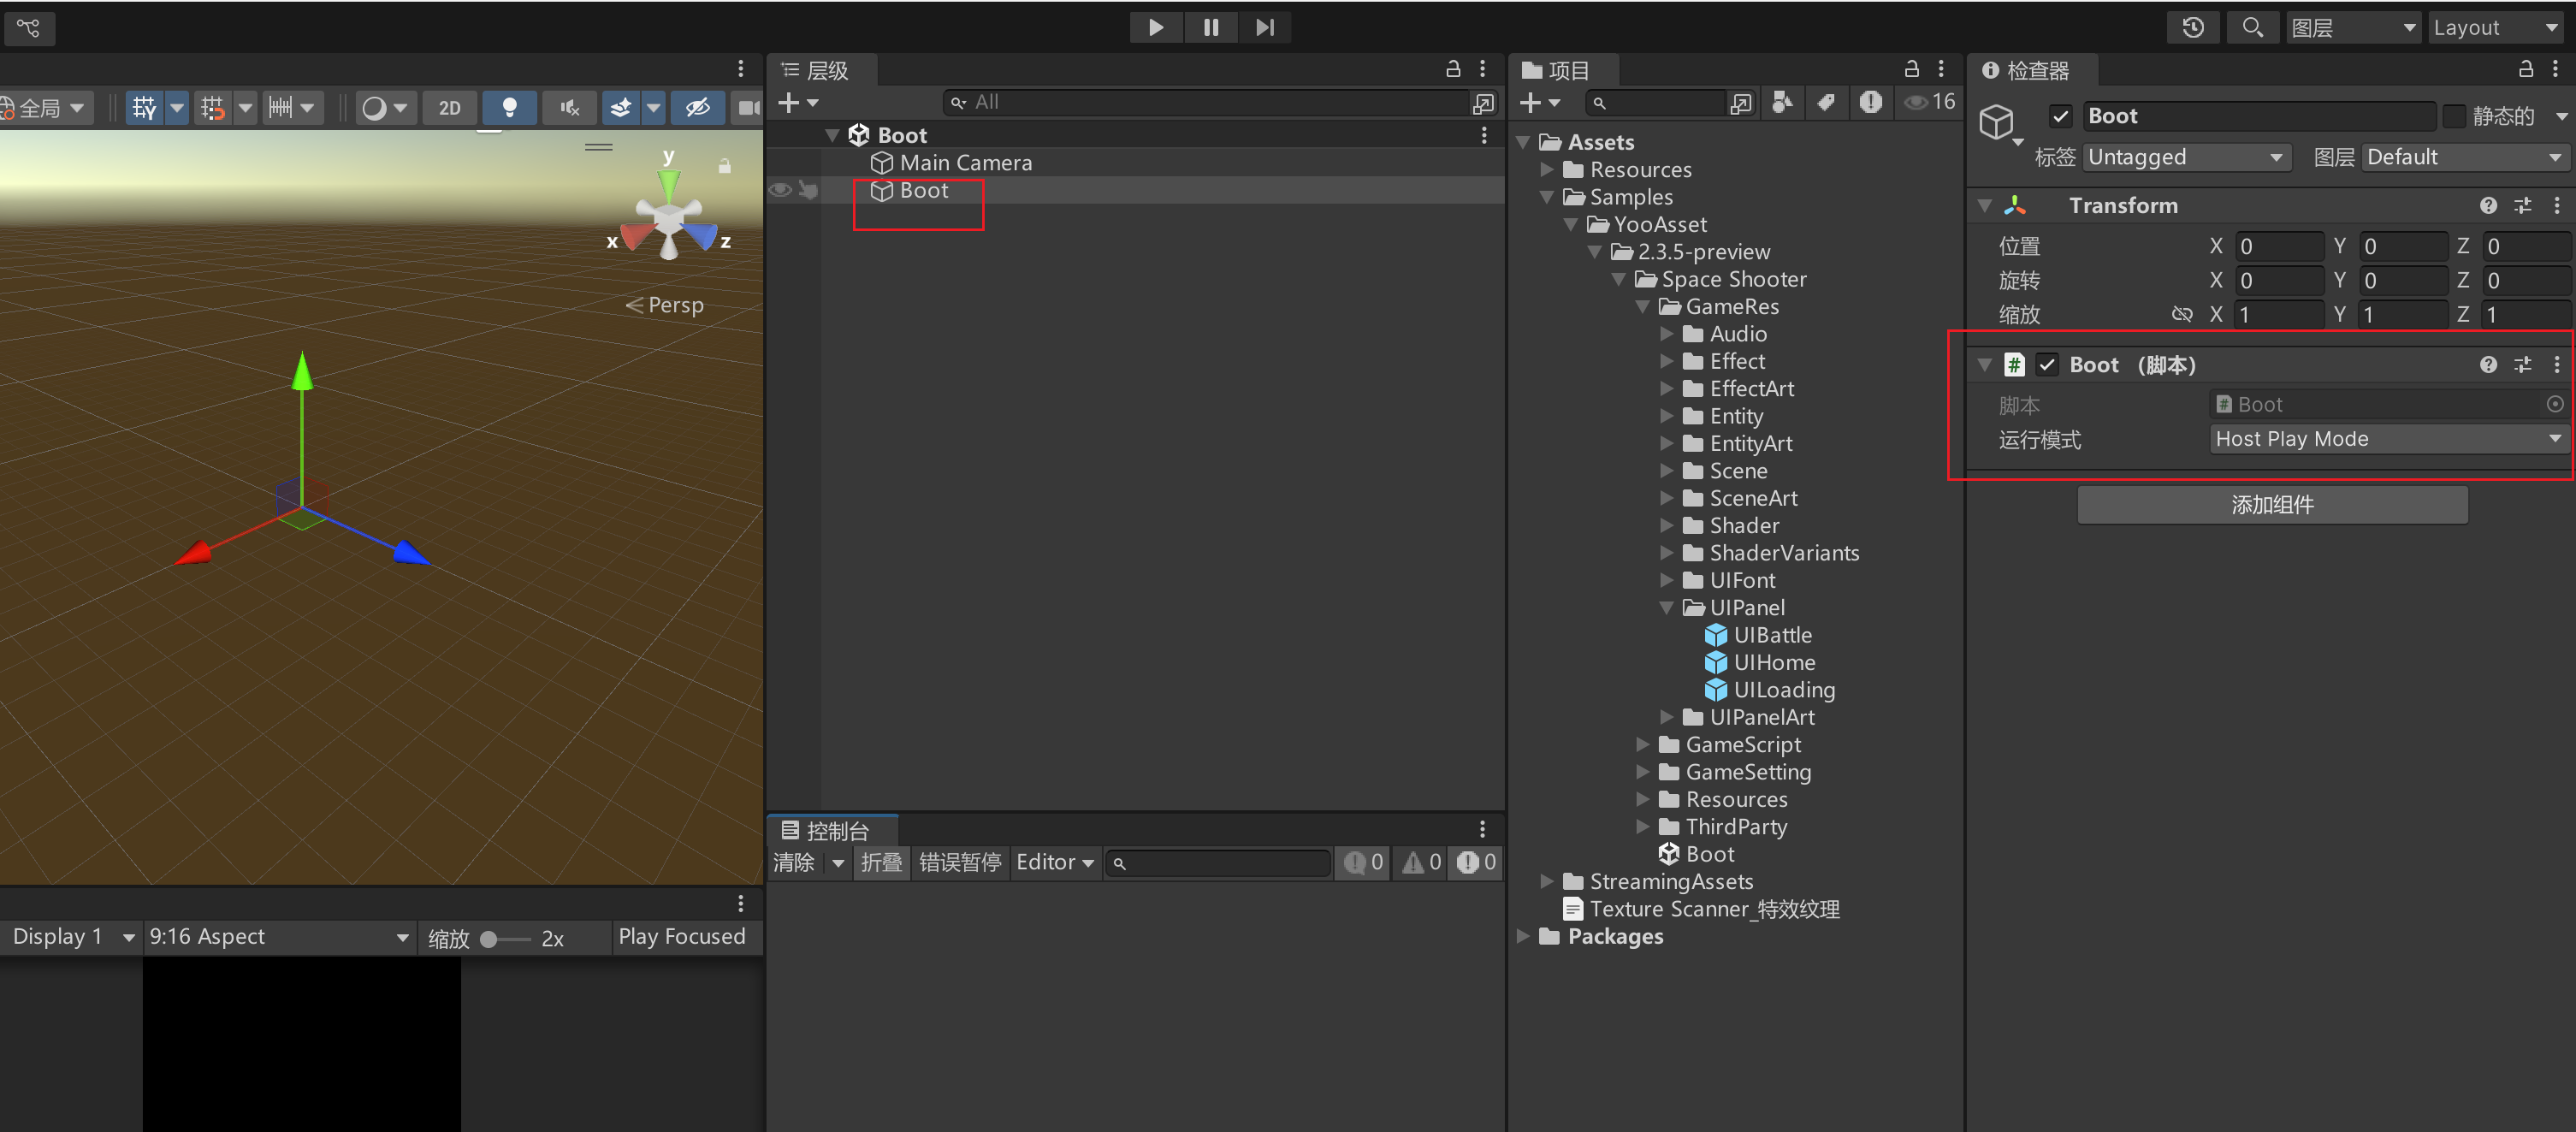 图层
Layout
全局
2D
y
x
z
Persp
Display 1
9:16 Aspect
缩放
2x
Play Focused
层级
All
Boot
Main Camera
Boot
控制台
清除
折叠
错误暂停
Editor
0
0
0
项目
16
Assets
Resources
Samples
YooAsset
2.3.5-preview
Space Shooter
GameRes
Audio
Effect
EffectArt
Entity
EntityArt
Scene
SceneArt
Shader
ShaderVariants
UIFont
UIPanel
UIBattle
UIHome
UILoading
UIPanelArt
GameScript
GameSetting
Resources
ThirdParty
Boot
StreamingAssets
Texture Scanner_特效纹理
Packages
检查器
Boot
静态的
标签 Untagged 图层 Default
Transform
位置 X 0 Y 0 Z 0
旋转 X 0 Y 0 Z 0
缩放 X 1 Y 1 Z 1
# Boot （脚本）
脚本 # Boot
运行模式 Host Play Mode
添加组件